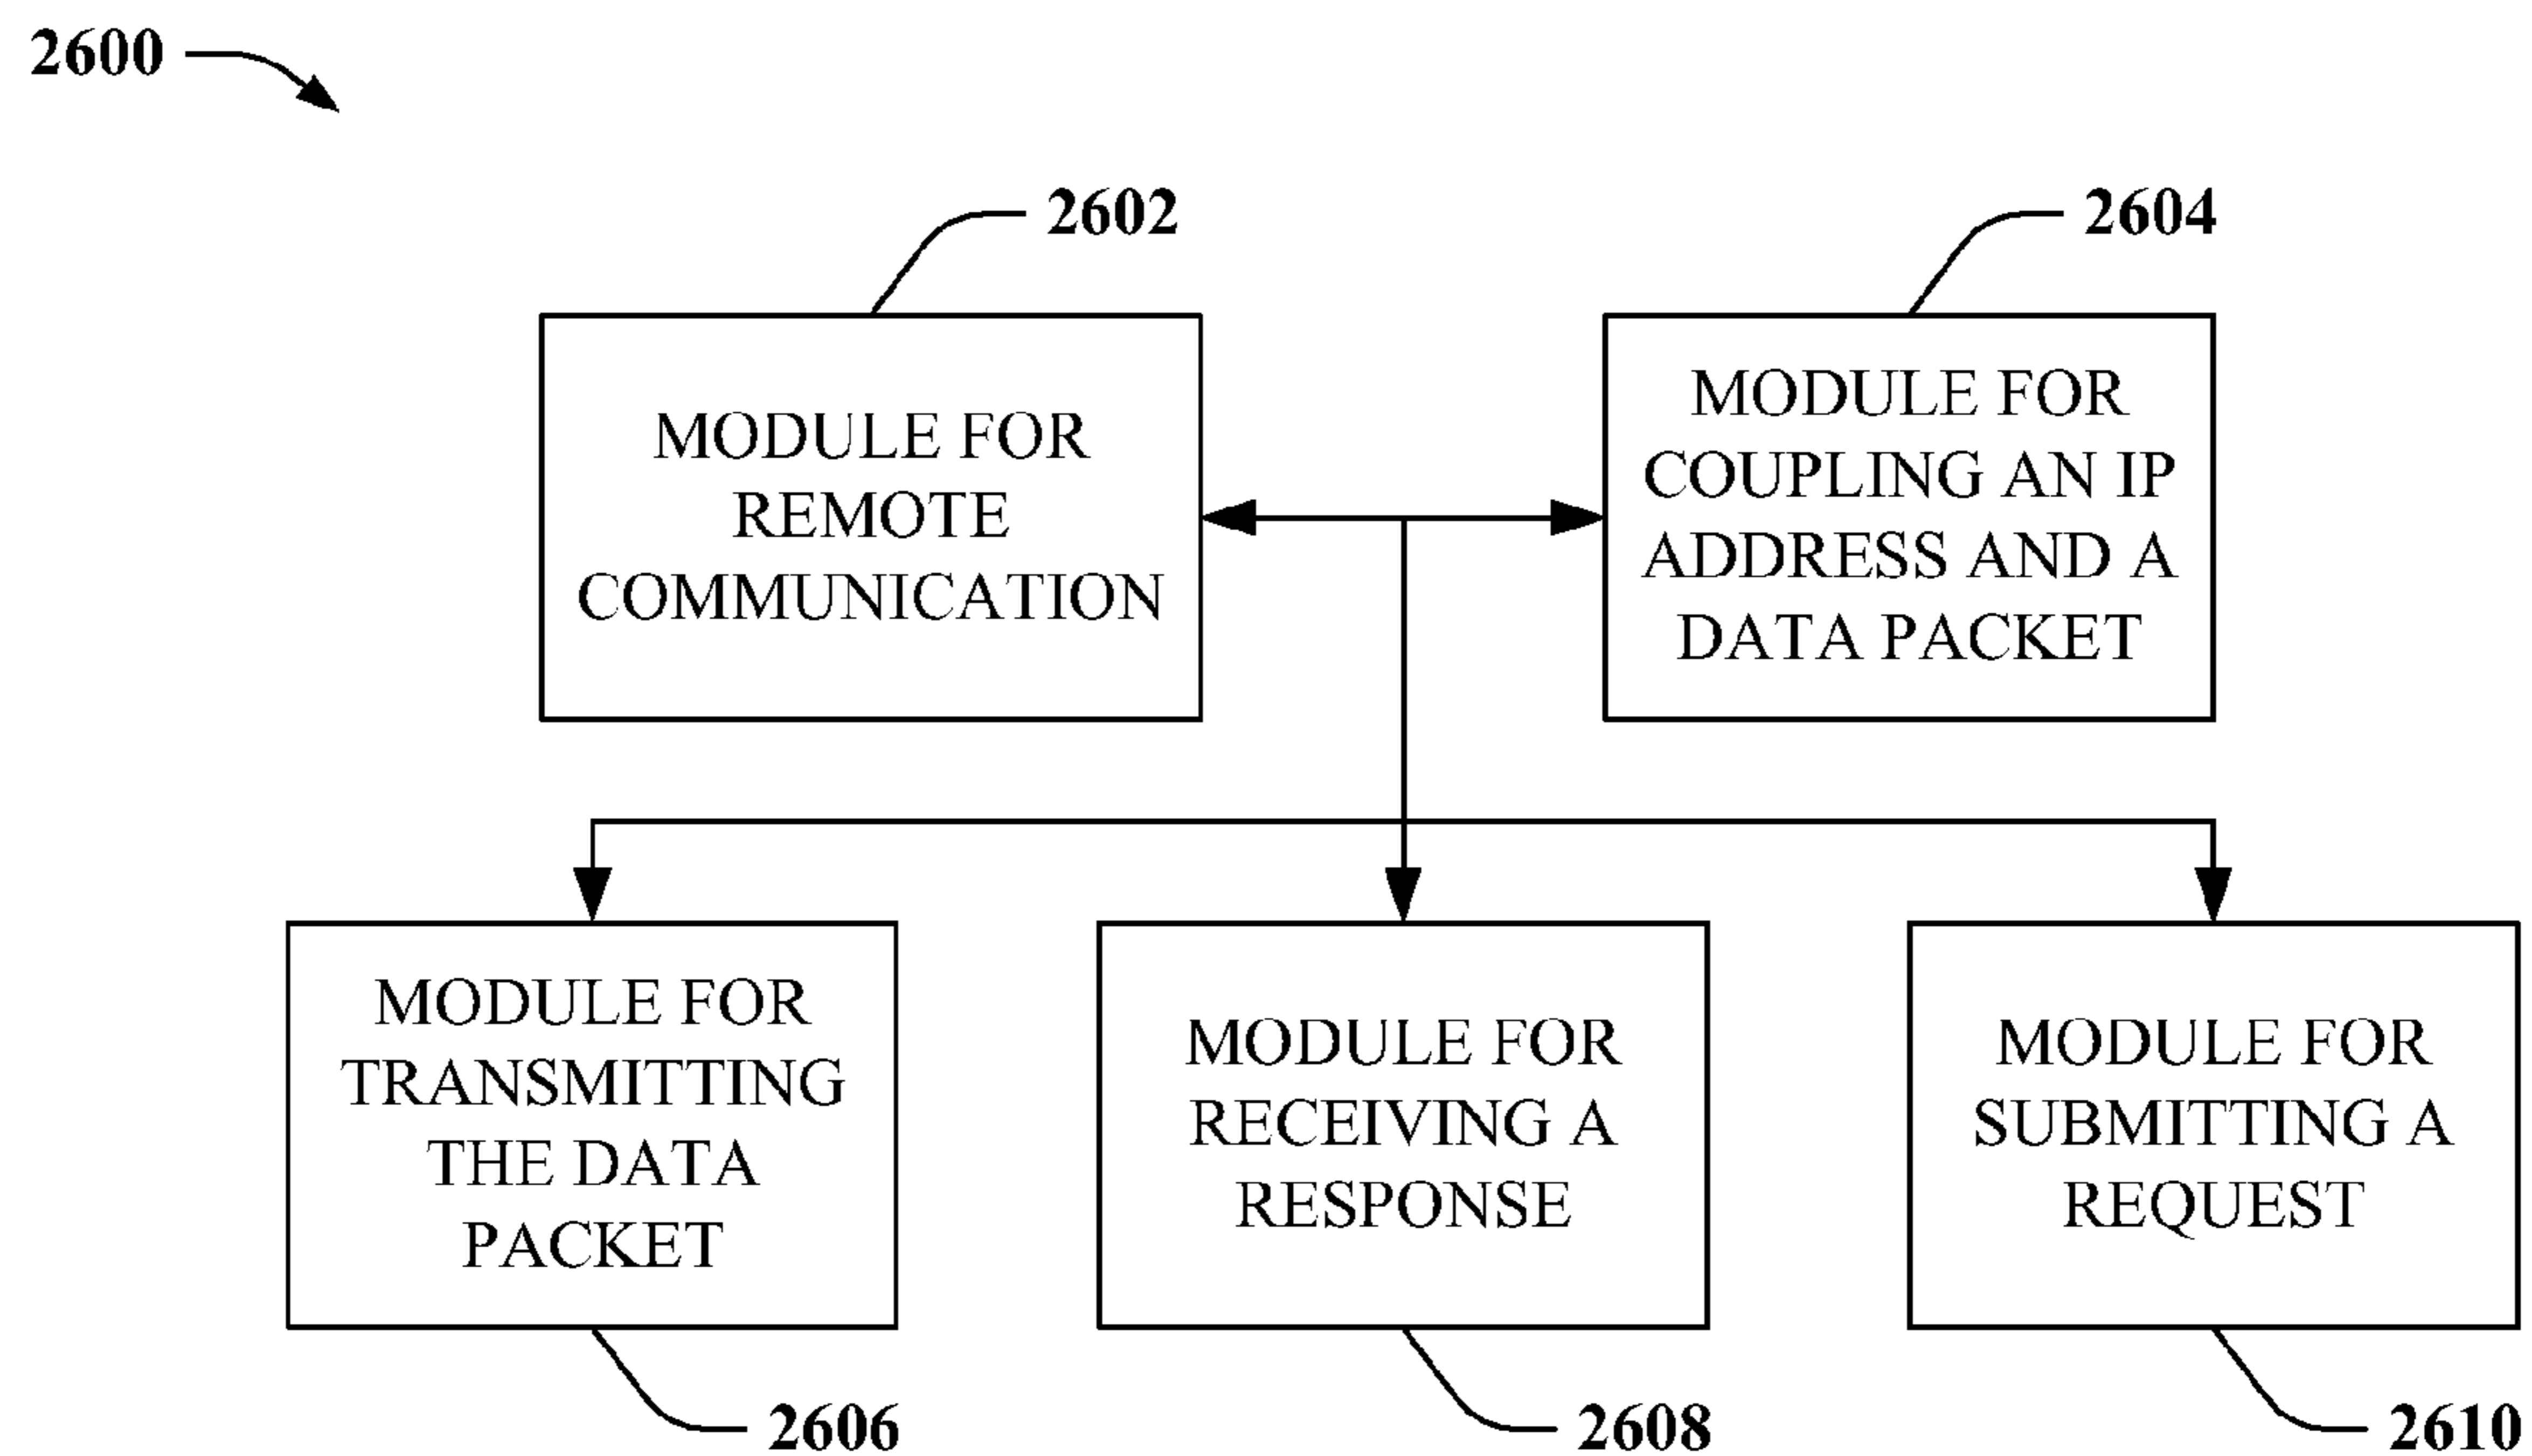 2600
2602
2604
MODULE FOR
REMOTE
COMMUNICATION
MODULE FOR
COUPLING AN IP
ADDRESS AND A
DATA PACKET
MODULE FOR
TRANSMITTING
THE DATA
PACKET
MODULE FOR
RECEIVING A
RESPONSE
MODULE FOR
SUBMITTING A
REQUEST
2606
2608
2610